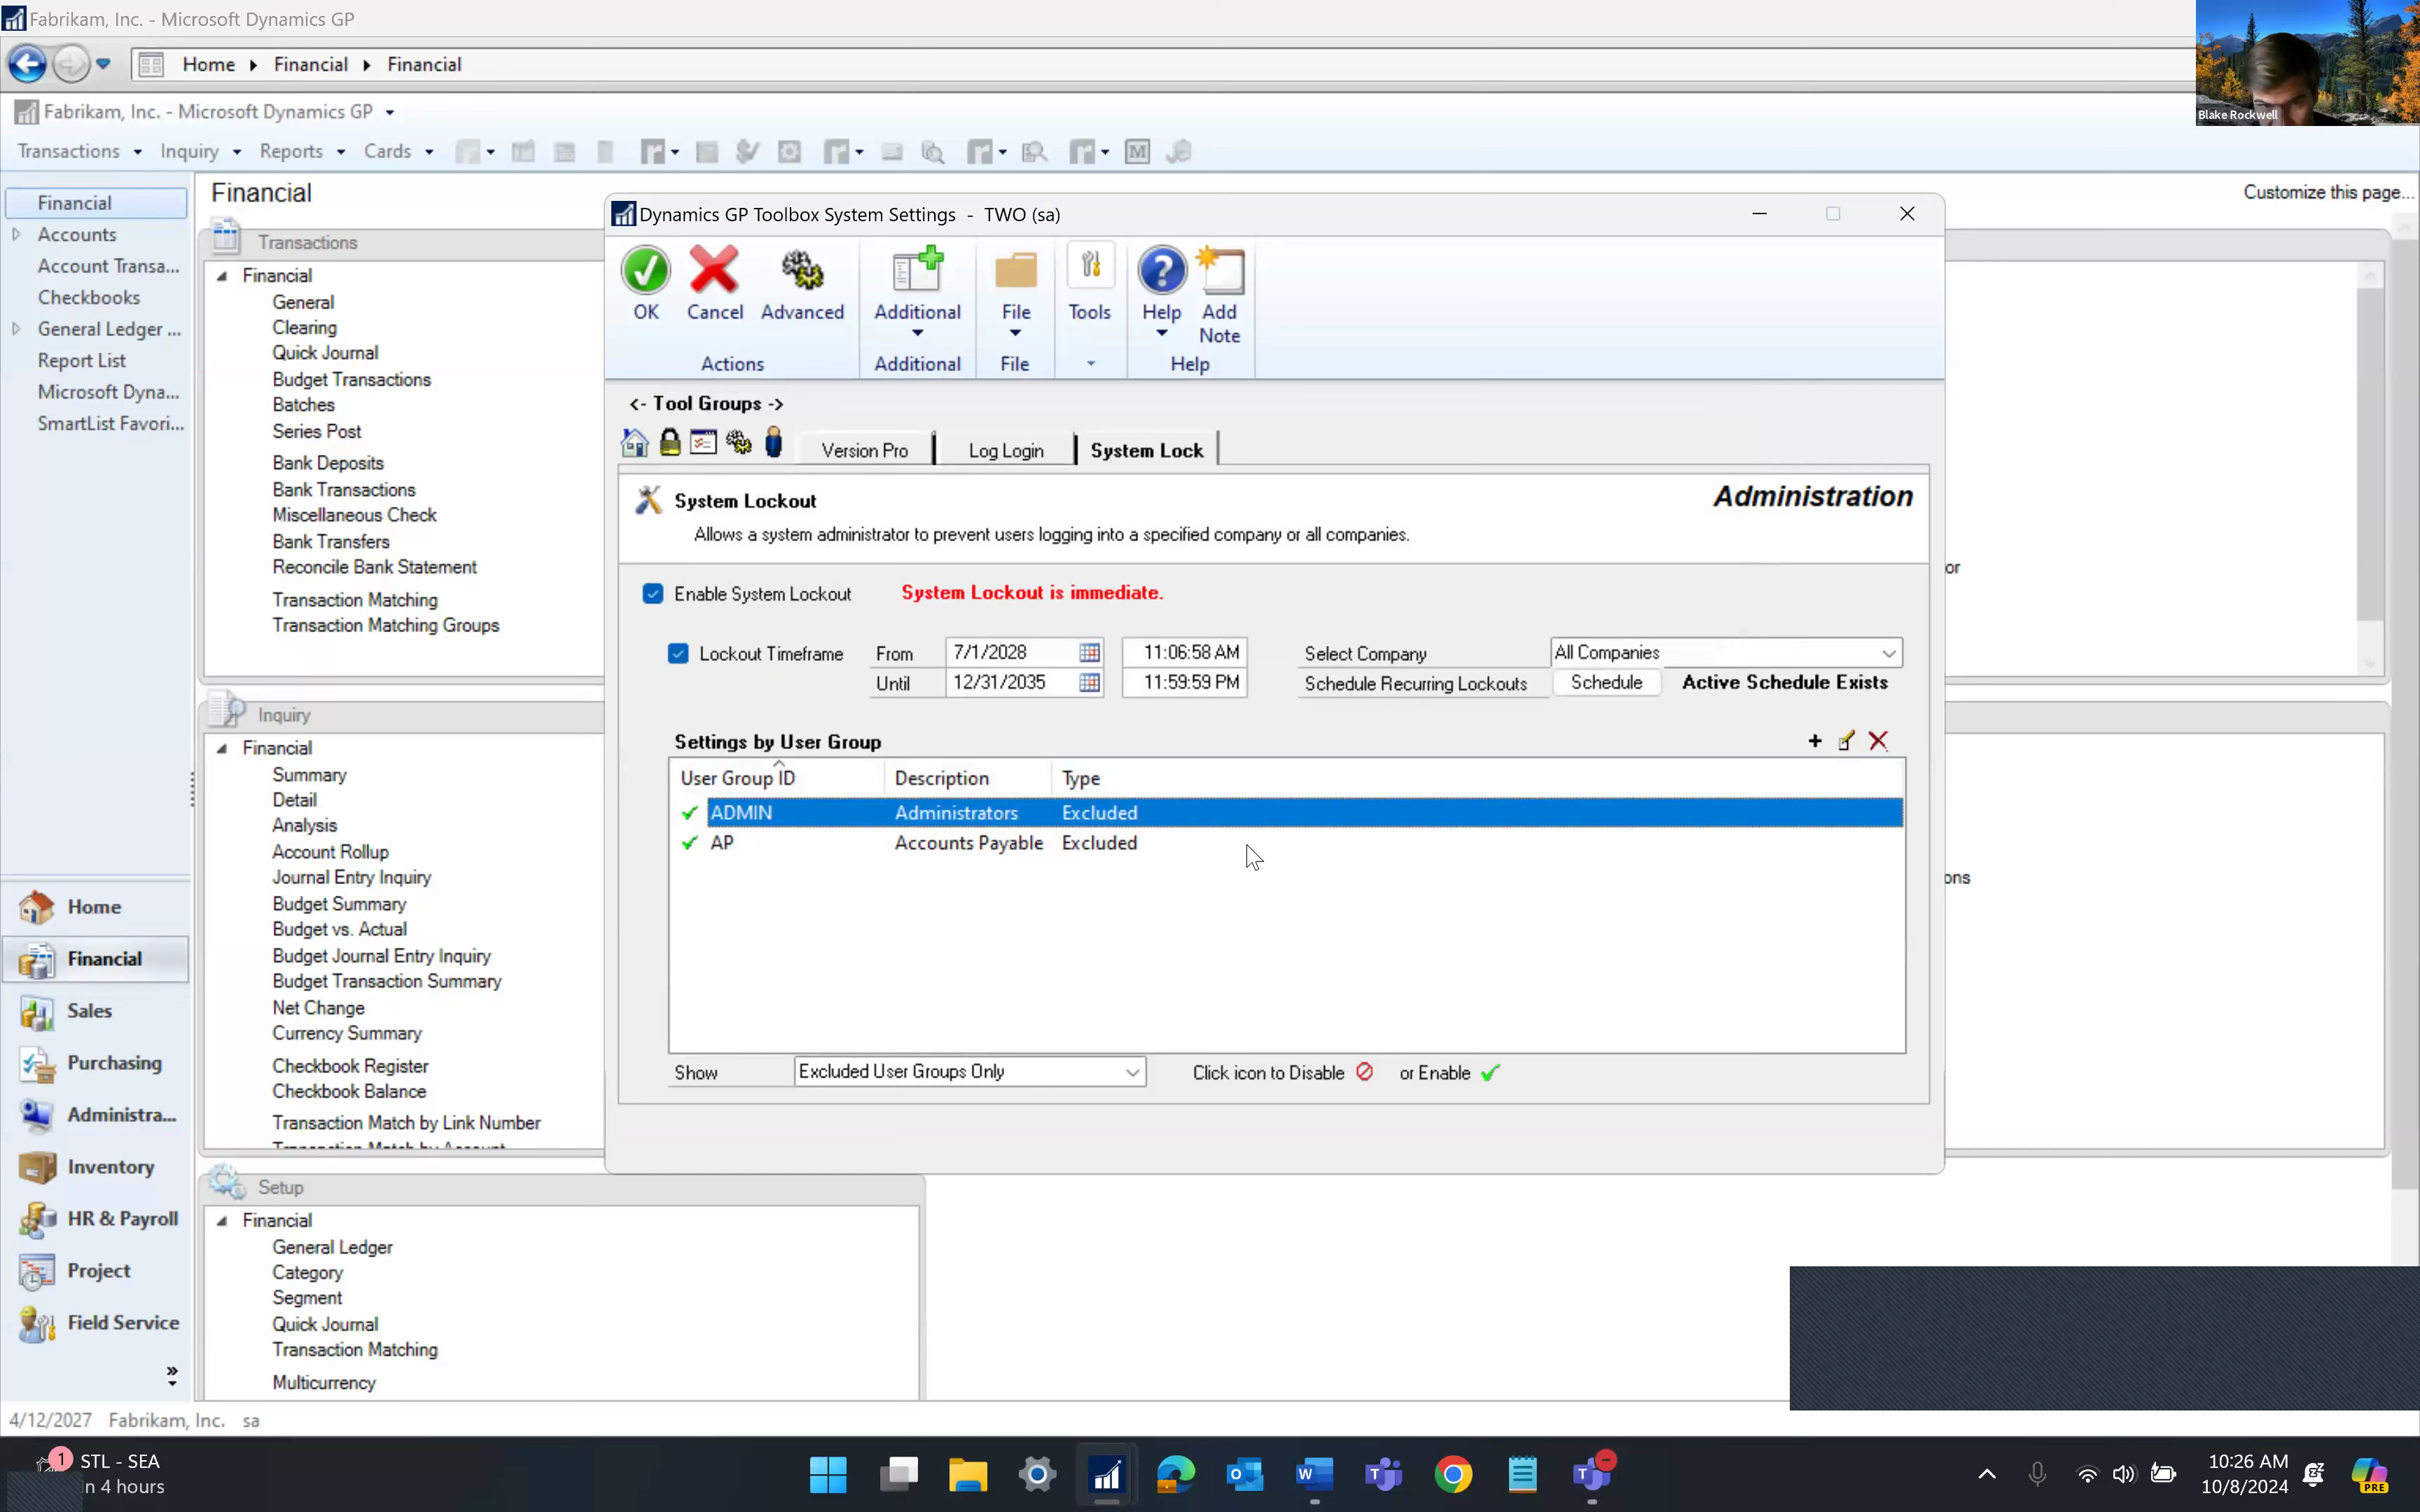 Fabrikam, Inc. - Microsoft Dynamics GP
Home Financial Financial
Blake Rockwell
Fabrikam, Inc. - Microsoft Dynamics GP
Transactions Inquiry Reports Cards
Financial
Accounts
Account Transa...
Checkbooks
General Ledger ...
Report List
Microsoft Dyna...
SmartList Favori...
Home
Financial
Sales
Purchasing
Administra...
Inventory
HR & Payroll
Project
Field Service
Financial
Customize this page...
Transactions
Financial
General
Clearing
Quick Journal
Budget Transactions
Batches
Series Post
Bank Deposits
Bank Transactions
Miscellaneous Check
Bank Transfers
Reconcile Bank Statement
Transaction Matching
Transaction Matching Groups
Inquiry
Financial
Summary
Detail
Analysis
Account Rollup
Journal Entry Inquiry
Budget Summary
Budget vs. Actual
Budget Journal Entry Inquiry
Budget Transaction Summary
Net Change
Currency Summary
Checkbook Register
Checkbook Balance
Transaction Match by Link Number
Setup
Financial
General Ledger
Category
Segment
Quick Journal
Transaction Matching
Multicurrency
Dynamics GP Toolbox System Settings - TWO (sa)
OK Cancel Advanced Additional File Tools Help Add Note
Actions Additional File Help
<- Tool Groups ->
Version Pro Log Login System Lock
System Lockout Administration
Allows a system administrator to prevent users logging into a specified company or all companies.
Enable System Lockout System Lockout is immediate.
Lockout Timeframe From 7/1/2028 11:06:58 AM Select Company All Companies
Until 12/31/2035 11:59:59 PM Schedule Recurring Lockouts Schedule Active Schedule Exists
Settings by User Group
User Group ID Description Type
ADMIN Administrators Excluded
AP Accounts Payable Excluded
Show Excluded User Groups Only Click icon to Disable or Enable
or
ons
4/12/2027 Fabrikam, Inc. sa
1 STL - SEA
In 4 hours
10:26 AM
10/8/2024
PRE